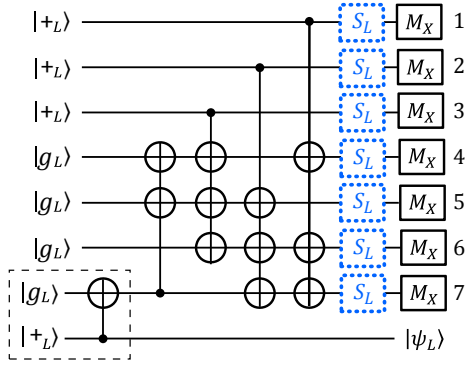 |+L⟩ SL MX 1
|+L⟩ SL MX 2
|+L⟩ SL MX 3
|gL⟩ SL MX 4
|gL⟩ SL MX 5
|gL⟩ SL MX 6
|gL⟩ SL MX 7
|+L⟩ |ψL⟩